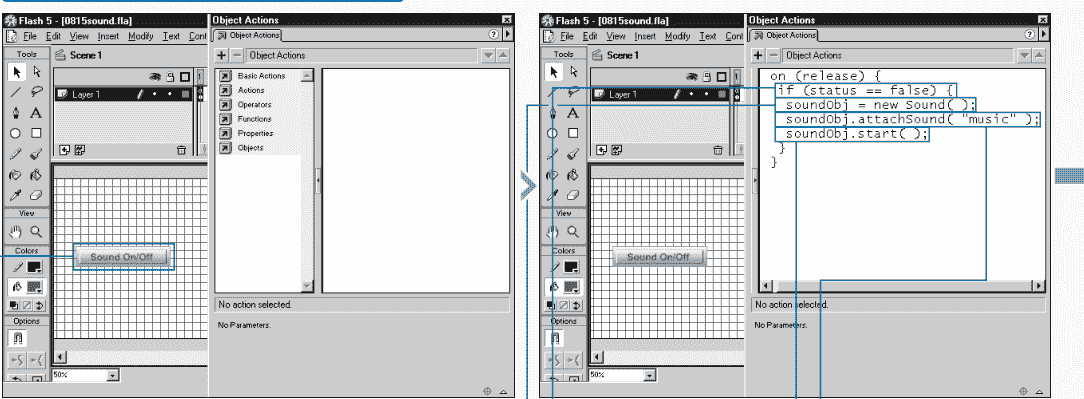 Flash 5 - [0815sound.fla]
File Edit View Insert Modify Text Cont
Tools
Scene 1
Layer 1
View
Colors
Sound On/Off
Options
50%
Object Actions
Object Actions
Object Actions
Basic Actions
Actions
Operators
Functions
Properties
Objects
No action selected.
No Parameters.
Flash 5 - [0815sound.fla]
File Edit View Insert Modify Text Cont
Tools
Scene 1
Layer 1
View
Colors
Sound On/Off
Options
50%
Object Actions
Object Actions
Object Actions
on (release) {
if (status == false) {
soundObj = new Sound( );
soundObj.attachSound( "music" );
soundObj.start( );
}
}
No action selected.
No Parameters.